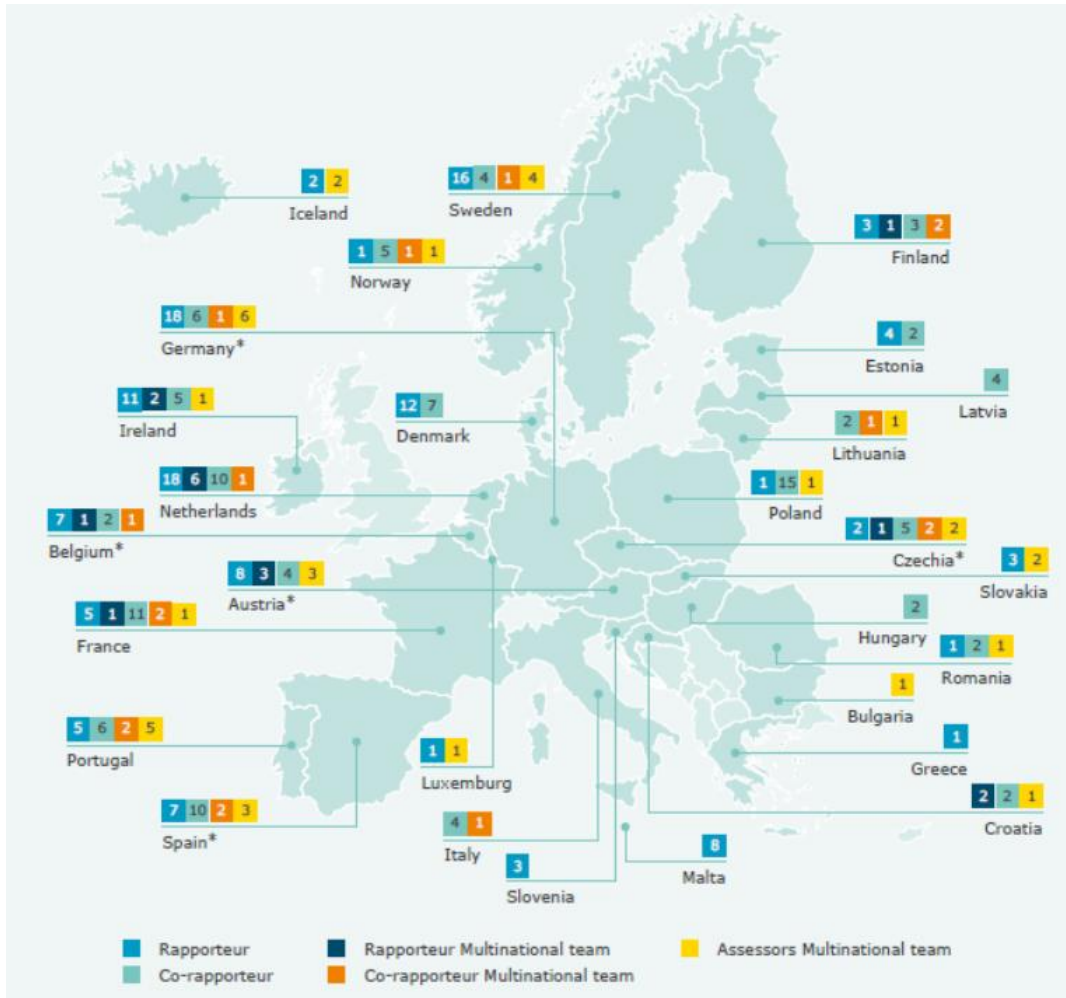 2 2
Iceland
16 4 1 4
Sweden
3 1 3 2
Finland
1 5 1 1
Norway
18 6 1 6
Germany*
4 2
Estonia
4
Latvia
11 2 5 1
Ireland
12 7
Denmark
2 1 1
Lithuania
18 6 10 1
Netherlands
1 15 1
Poland
7 1 2 1
Belgium*
2 1 5 2 2
Czechia*
3 2
Slovakia
8 3 4 3
Austria*
2
Hungary
5 1 11 2 1
France
1 2 1
Romania
1
Bulgaria
5 6 2 5
Portugal
1 1
Luxemburg
1
Greece
7 10 2 3
Spain*
4 1
Italy
3
Slovenia
8
Malta
2 2 1
Croatia
Rapporteur
Rapporteur Multinational team
Assessors Multinational team
Co-rapporteur
Co-rapporteur Multinational team